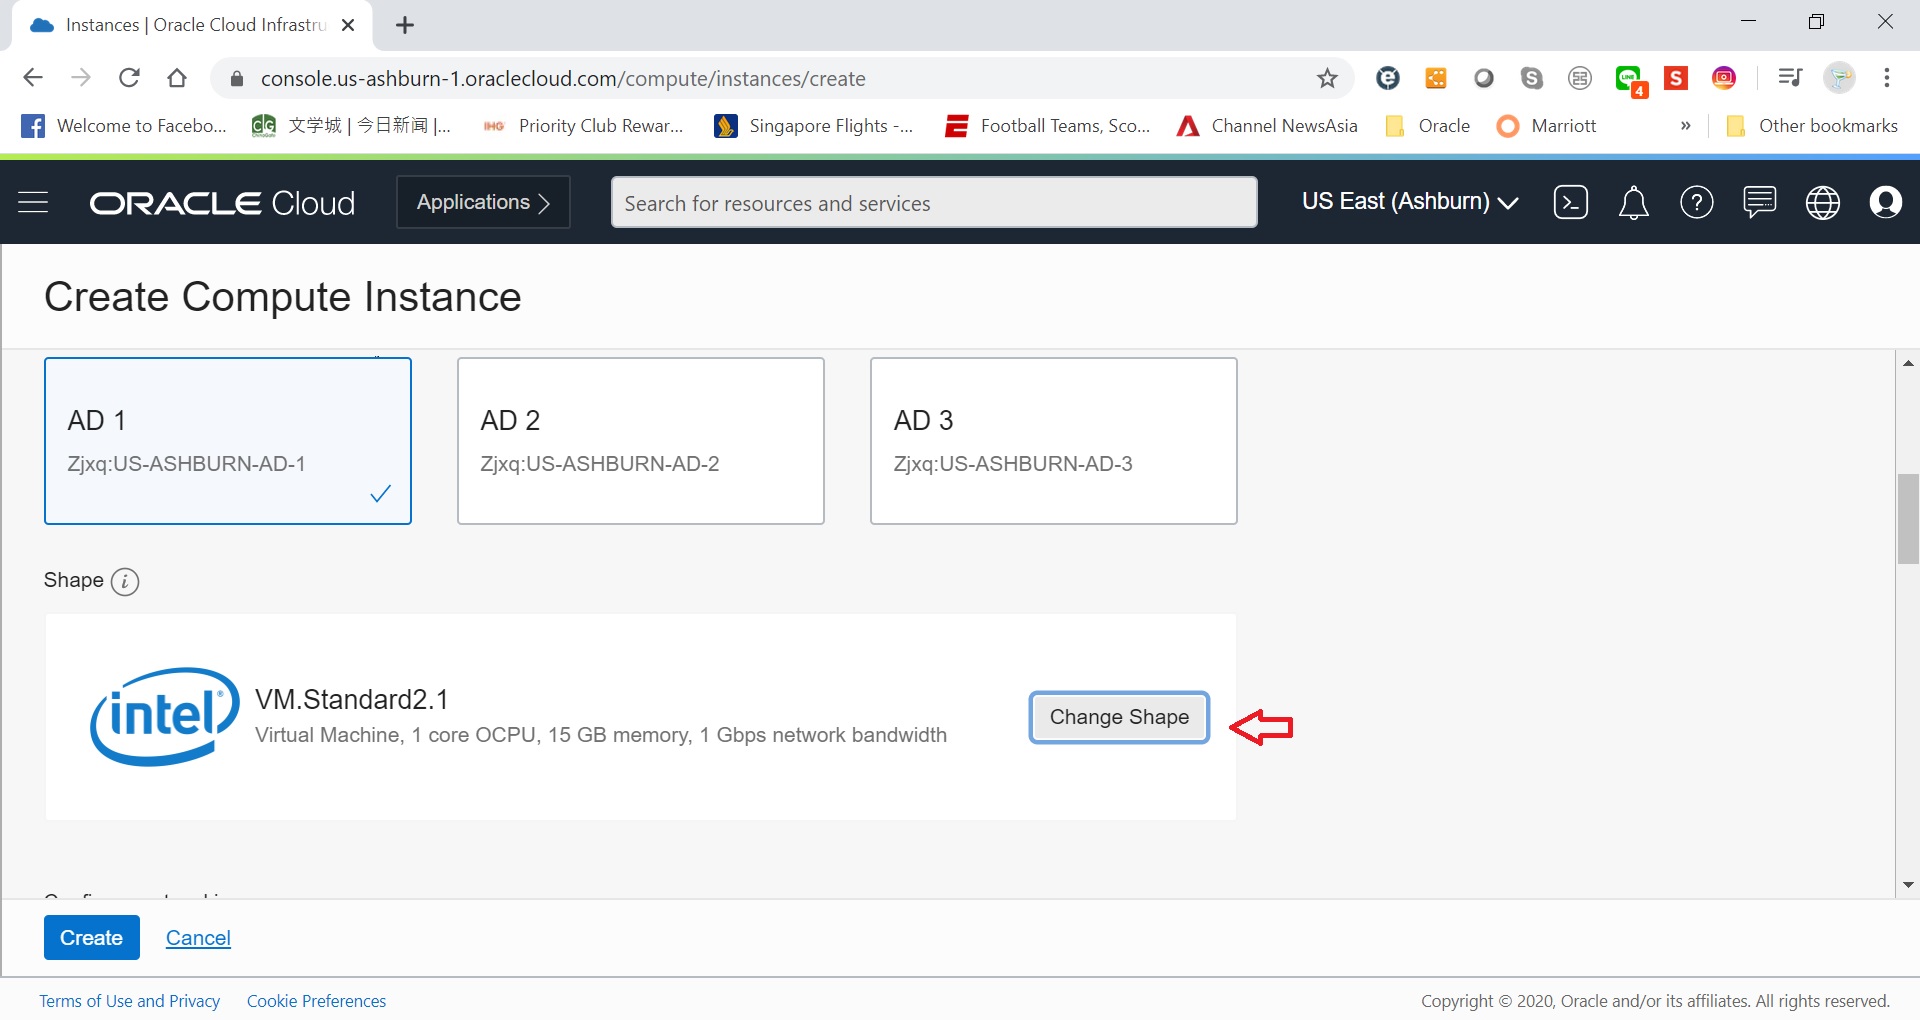 Instances | Oracle Cloud Infrastru
console.us-ashburn-1.oraclecloud.com/compute/instances/create
4
Welcome to Facebo...
文学城 | 今日新闻 |...
IHG Priority Club Rewar...
Singapore Flights -...
Football Teams, Sco...
Channel NewsAsia
Oracle
Marriott
»
Other bookmarks
ORACLE Cloud
Applications
Search for resources and services
US East (Ashburn)
Create Compute Instance
AD 1
Zjxq:US-ASHBURN-AD-1
AD 2
Zjxq:US-ASHBURN-AD-2
AD 3
Zjxq:US-ASHBURN-AD-3
Shape
intel
VM.Standard2.1
Virtual Machine, 1 core OCPU, 15 GB memory, 1 Gbps network bandwidth
Change Shape
Create
Cancel
Terms of Use and Privacy
Cookie Preferences
Copyright © 2020, Oracle and/or its affiliates. All rights reserved.